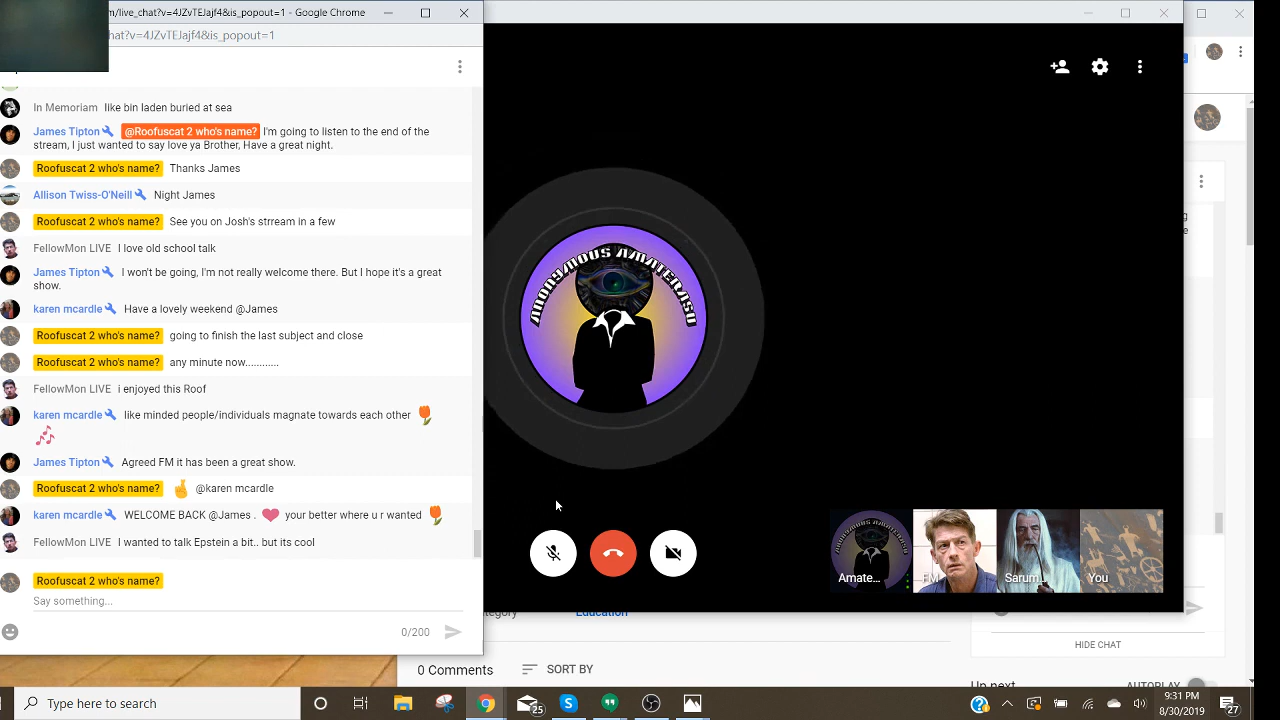 m/live_chat?v=4JZvTEJajf4&is_popout=1 - Google Chrome
chat?v=4JZvTEJajf4&is_popout=1
In Memoriam like bin laden buried at sea
James Tipton @Roofuscat 2 who's name? I'm going to listen to the end of the
stream, I just wanted to say love ya Brother, Have a great night.
Roofuscat 2 who's name? Thanks James
Allison Twiss-O'Neill Night James
Roofuscat 2 who's name? See you on Josh's strream in a few
FellowMon LIVE I love old school talk
James Tipton I won't be going, I'm not really welcome there. But I hope it's a great
show.
karen mcardle Have a lovely weekend @James
Roofuscat 2 who's name? going to finish the last subject and close
Roofuscat 2 who's name? any minute now............
FellowMon LIVE i enjoyed this Roof
karen mcardle like minded people/individuals magnate towards each other
James Tipton Agreed FM it has been a great show.
Roofuscat 2 who's name? @karen mcardle
karen mcardle WELCOME BACK @James . your better where u r wanted
FellowMon LIVE I wanted to talk Epstein a bit.. but its cool
Roofuscat 2 who's name?
Say something...
0/200
ANONYMOUS AMATERASU
Amate...
FM
Sarum...
You
tegory
Education
HIDE CHAT
0 Comments
SORT BY
Up next
AUTOPLAY
Type here to search
25
9:31 PM
8/30/2019
27